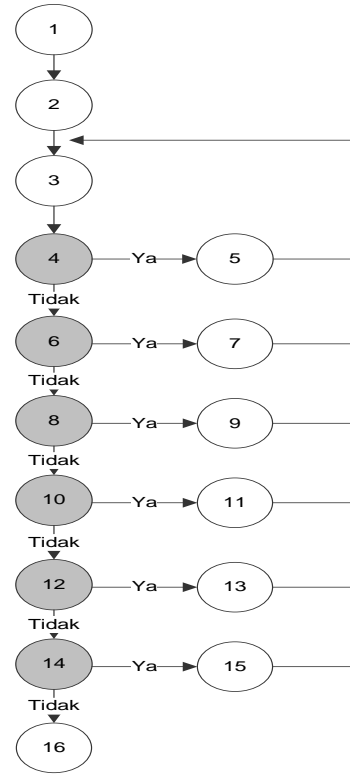 1
2
3
4 Ya 5
Tidak
6 Ya 7
Tidak
8 Ya 9
Tidak
10 Ya 11
Tidak
12 Ya 13
Tidak
14 Ya 15
Tidak
16